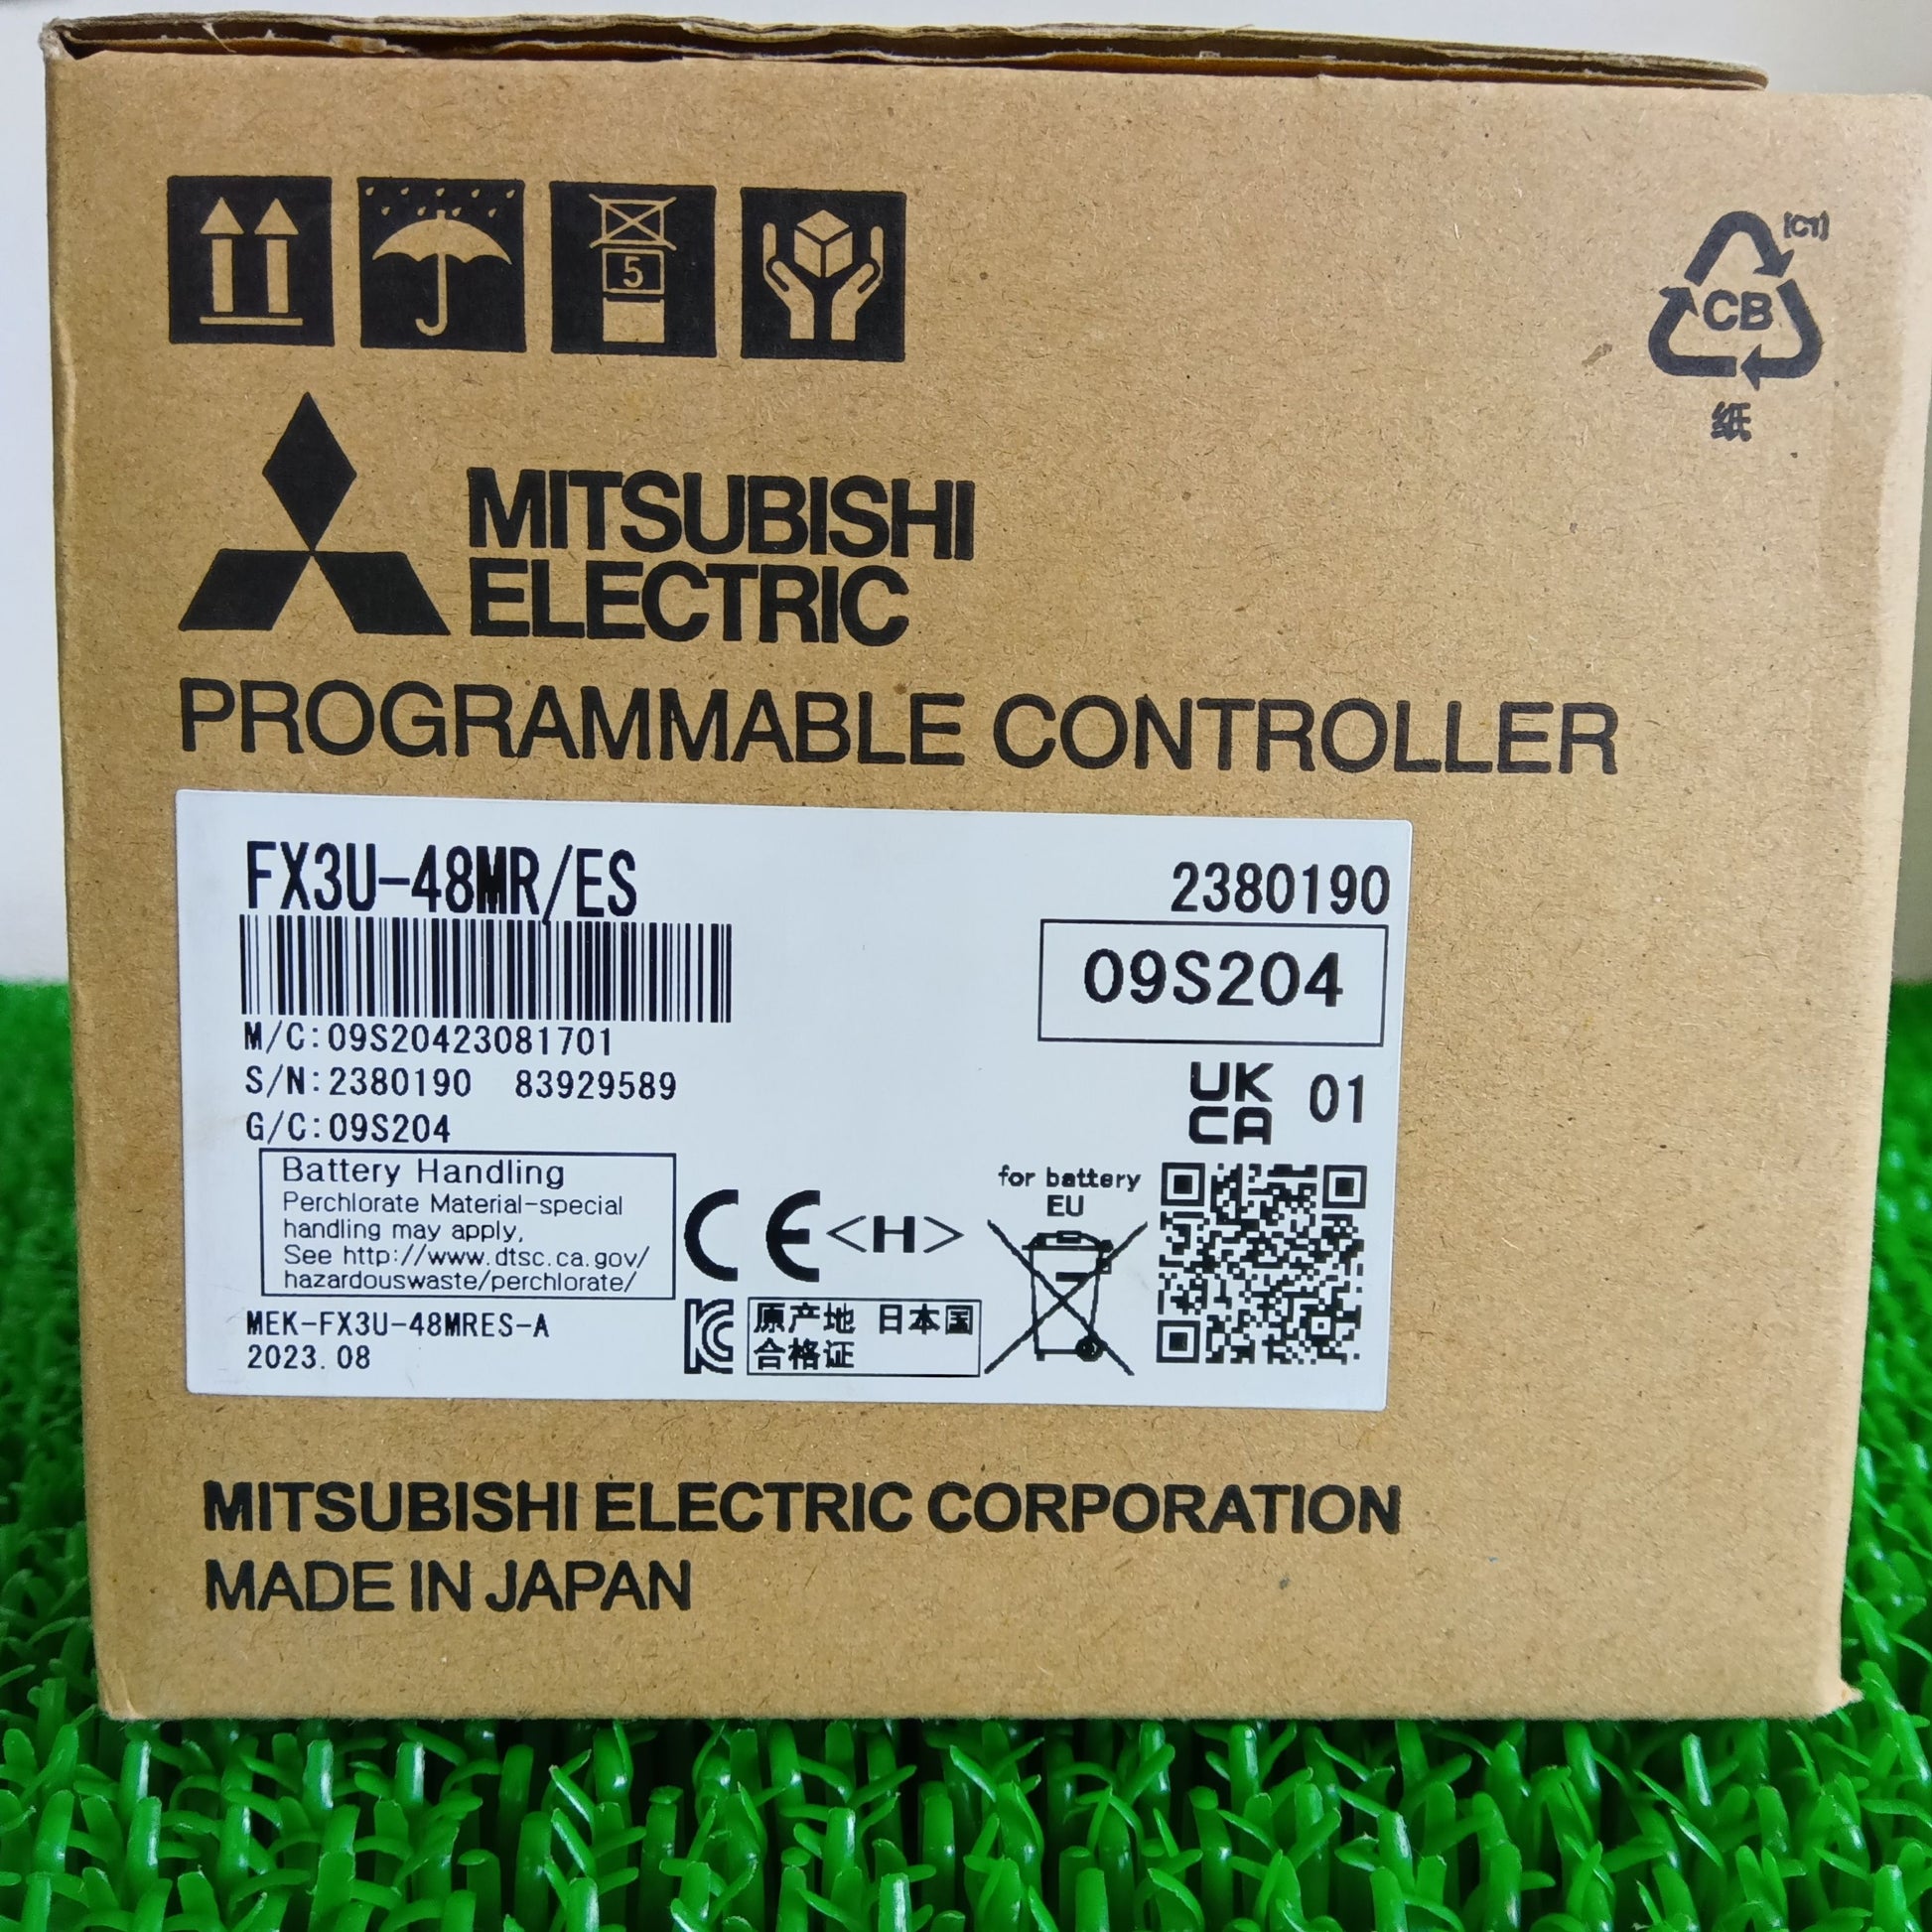 5
[C1]
CB
纸
MITSUBISHI
ELECTRIC
PROGRAMMABLE CONTROLLER
FX3U-48MR/ES
2380190
09S204
M/C:09S20423081701
S/N:2380190 83929589
G/C:09S204
UK
CA 01
Battery Handling
Perchlorate Material-special
handling may apply,
See http://www.dtsc.ca.gov/
hazardouswaste/perchlorate/
CE <H>
for battery
EU
MEK-FX3U-48MRES-A
2023.08
KC
原产地 日本国
合格证
MITSUBISHI ELECTRIC CORPORATION
MADE IN JAPAN